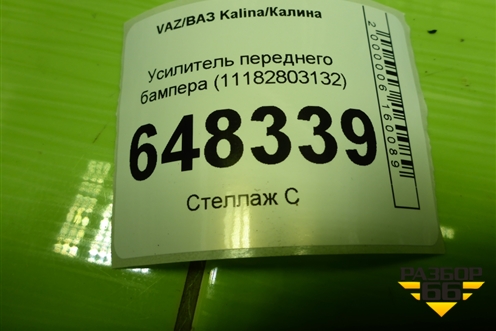 VAZ/ВАЗ Kalina/Калина
Усилитель переднего
бампера (11182803132)
648339
Стеллаж С
2000006160089
РАЗБОР
66